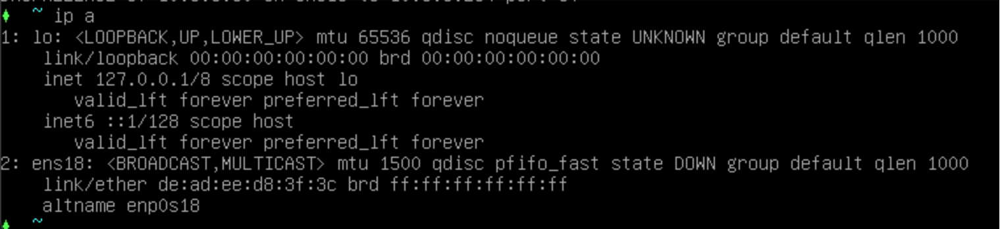 ~ ip a
1: lo: <LOOPBACK,UP,LOWER_UP> mtu 65536 qdisc noqueue state UNKNOWN group default qlen 1000
link/loopback 00:00:00:00:00:00 brd 00:00:00:00:00:00
inet 127.0.0.1/8 scope host lo
valid_lft forever preferred_lft forever
inet6 ::1/128 scope host
valid_lft forever preferred_lft forever
2: ens18: <BROADCAST,MULTICAST> mtu 1500 qdisc pfifo_fast state DOWN group default qlen 1000
link/ether de:ad:ee:d8:3f:3c brd ff:ff:ff:ff:ff:ff
altname enp0s18
~